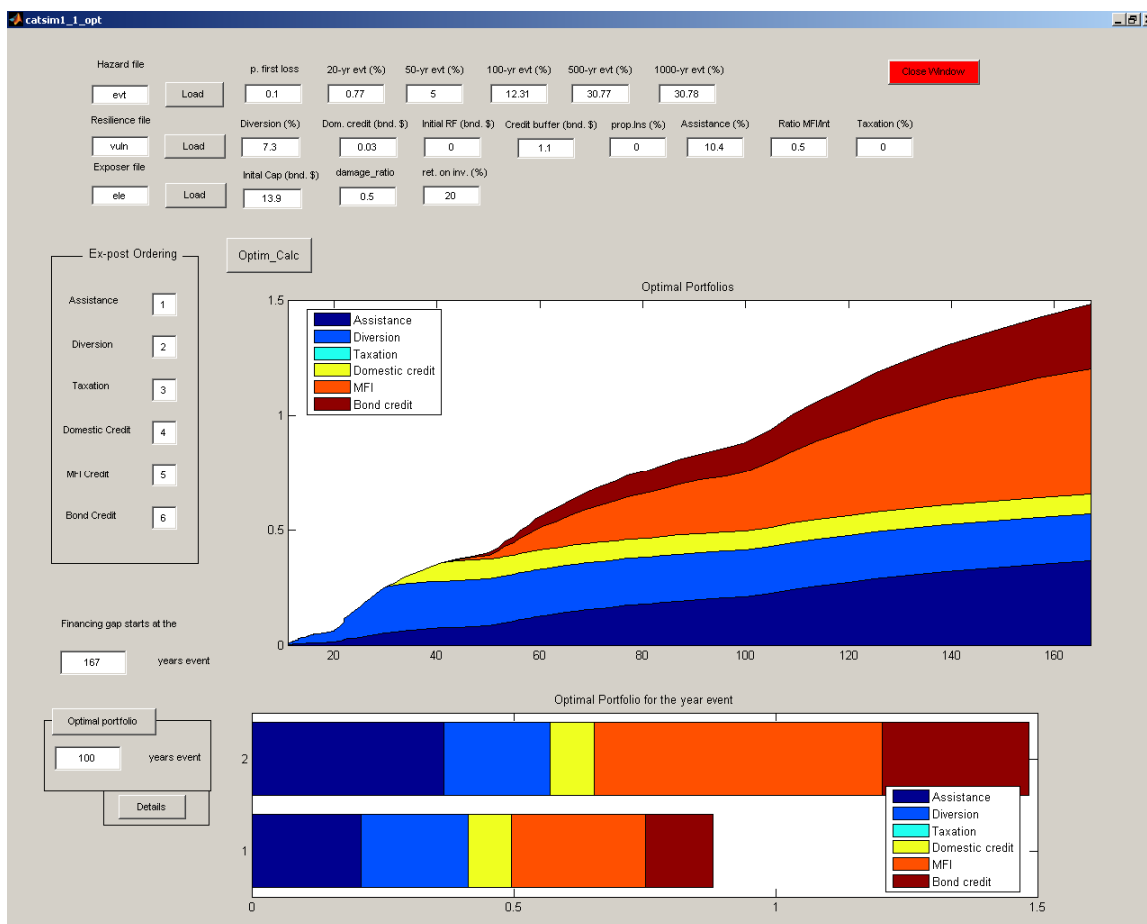 catsim1_1_opt
Hazard file
p. first loss 20-yr evt (%) 50-yr evt (%) 100-yr evt (%) 500-yr evt (%) 1000-yr evt (%)
evt Load 0.1 0.77 5 12.31 30.77 30.78
Close Window
Resilience file
Diversion (%) Dom. credit (bnd. $) Initial RF (bnd. $) Credit buffer (bnd. $) prop.Ins (%) Assistance (%) Ratio MFI/Int Taxation (%)
vuln Load 7.3 0.03 0 1.1 0 10.4 0.5 0
Exposer file
Inital Cap (bnd. $) damage_ratio ret. on inv. (%)
ele Load 13.9 0.5 20
Ex-post Ordering
Assistance 1
Diversion 2
Taxation 3
Domestic Credit 4
MFI Credit 5
Bond Credit 6
Optim_Calc
Optimal Portfolios
1.5
1
0.5
0
Assistance
Diversion
Taxation
Domestic credit
MFI
Bond credit
20 40 60 80 100 120 140 160
Financing gap starts at the
167 years event
Optimal portfolio
100 years event
Details
Optimal Portfolio for the year event
2
1
Assistance
Diversion
Taxation
Domestic credit
MFI
Bond credit
0 0.5 1 1.5